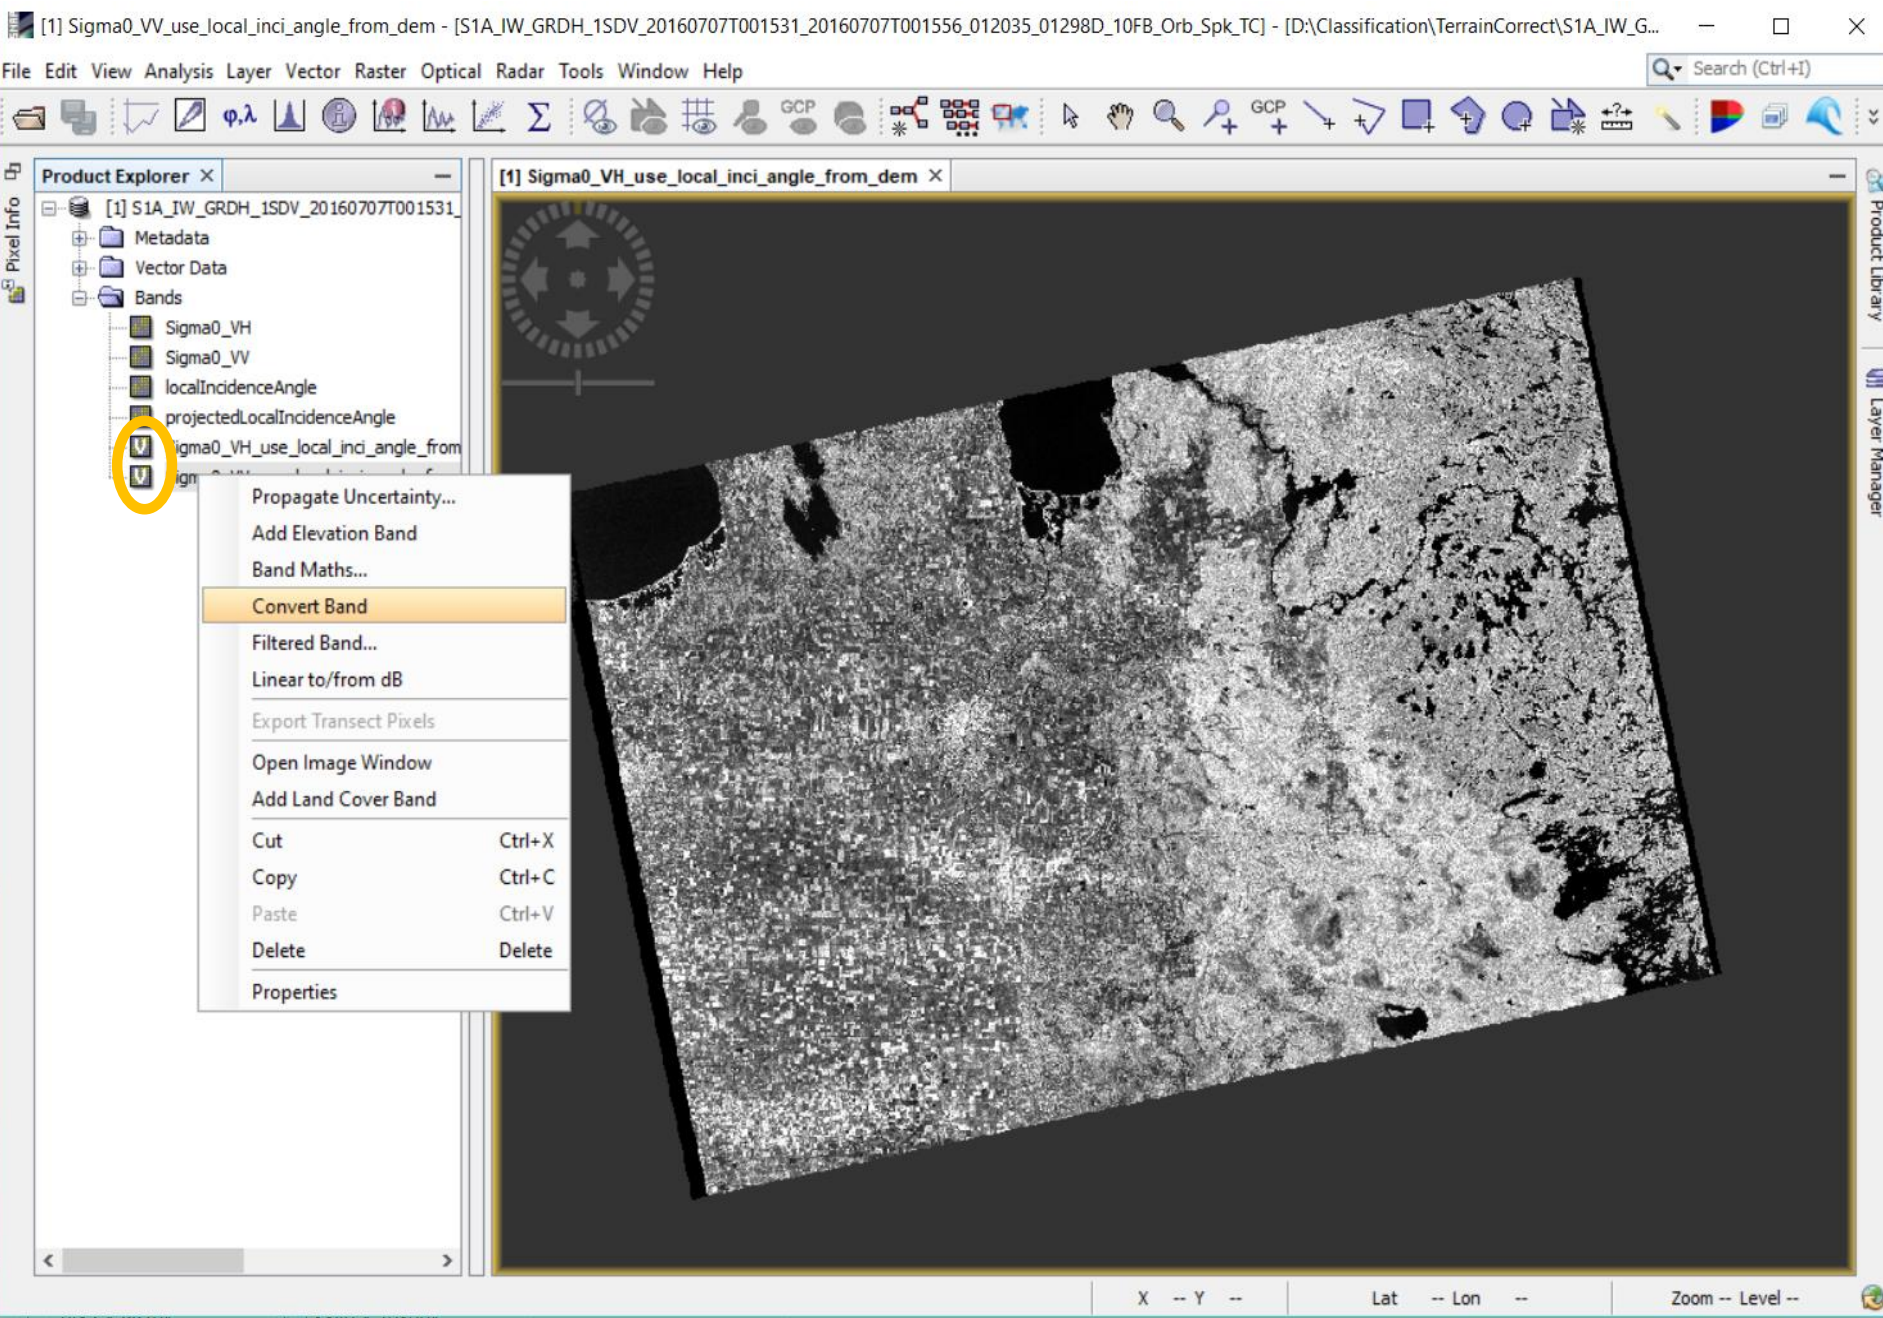 [1] Sigma0_VV_use_local_inci_angle_from_dem - [S1A_IW_GRDH_1SDV_20160707T001531_20160707T001556_012035_01298D_10FB_Orb_Spk_TC] - [D:\Classification\TerrainCorrect\S1A_IW_G...
File Edit View Analysis Layer Vector Raster Optical Radar Tools Window Help
Search (Ctrl+I)
φ,λ
Σ
GCP
GCP
Pixel Info
Product Explorer
[1] S1A_IW_GRDH_1SDV_20160707T001531_
Metadata
Vector Data
Bands
Sigma0_VH
Sigma0_VV
localIncidenceAngle
projectedLocalIncidenceAngle
igma0_VH_use_local_inci_angle_from
Propagate Uncertainty...
Add Elevation Band
Band Maths...
Convert Band
Filtered Band...
Linear to/from dB
Export Transect Pixels
Open Image Window
Add Land Cover Band
Cut Ctrl+X
Copy Ctrl+C
Paste Ctrl+V
Delete Delete
Properties
[1] Sigma0_VH_use_local_inci_angle_from_dem
Product Library
Layer Manager
X -- Y -- Lat -- Lon -- Zoom -- Level --